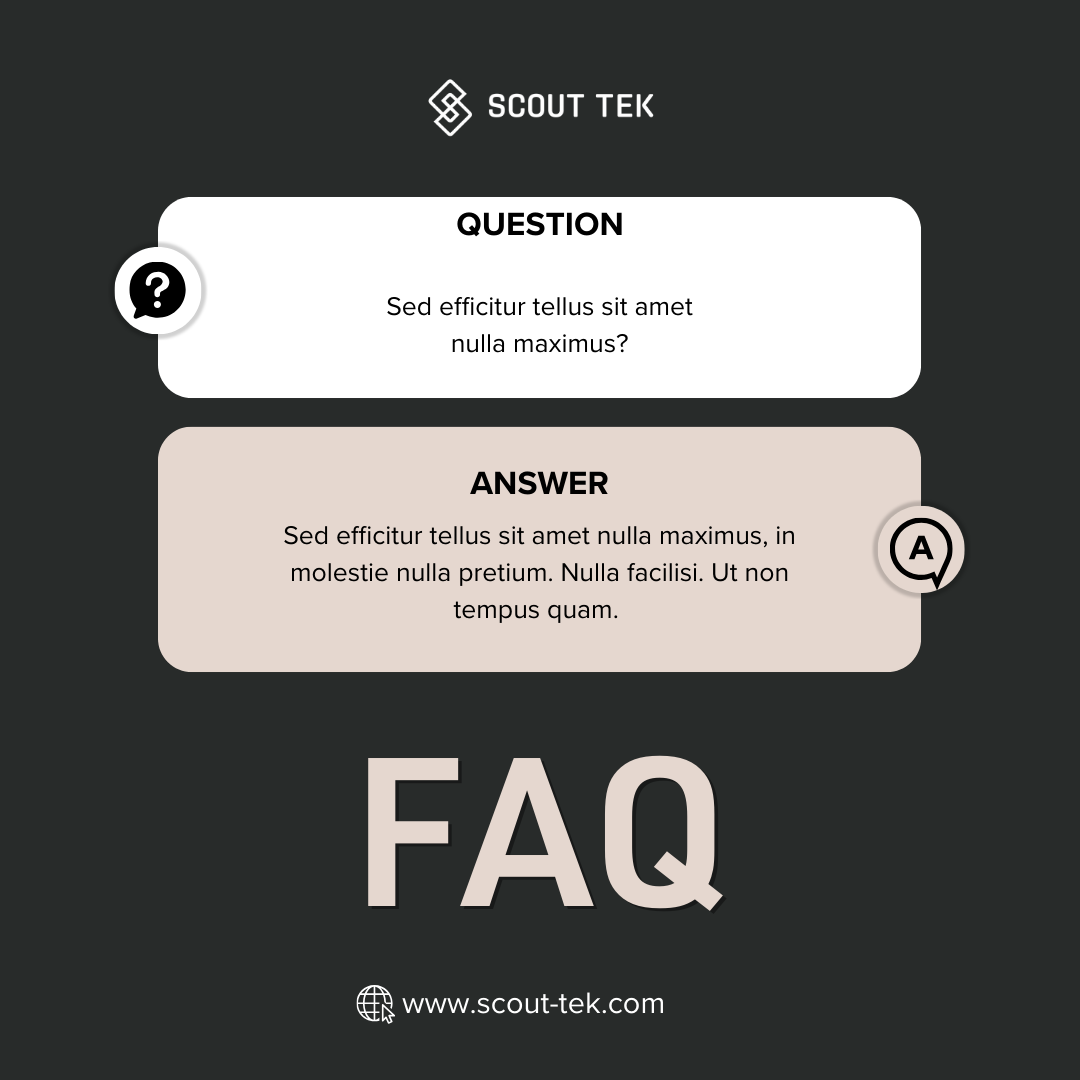 SCOUT TEK
QUESTION
?
Sed efficitur tellus sit amet
nulla maximus?
ANSWER
Sed efficitur tellus sit amet nulla maximus, in
molestie nulla pretium. Nulla facilisi. Ut non
tempus quam.
A
FAQ
www.scout-tek.com